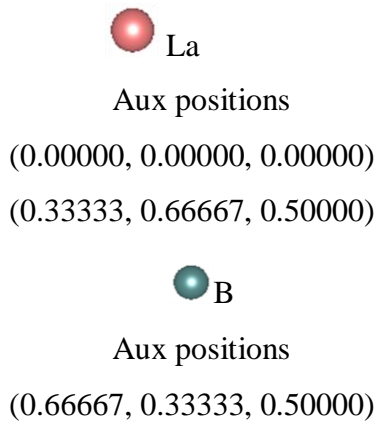 La
Aux positions
(0.00000, 0.00000, 0.00000)
(0.33333, 0.66667, 0.50000)
B
Aux positions
(0.66667, 0.33333, 0.50000)